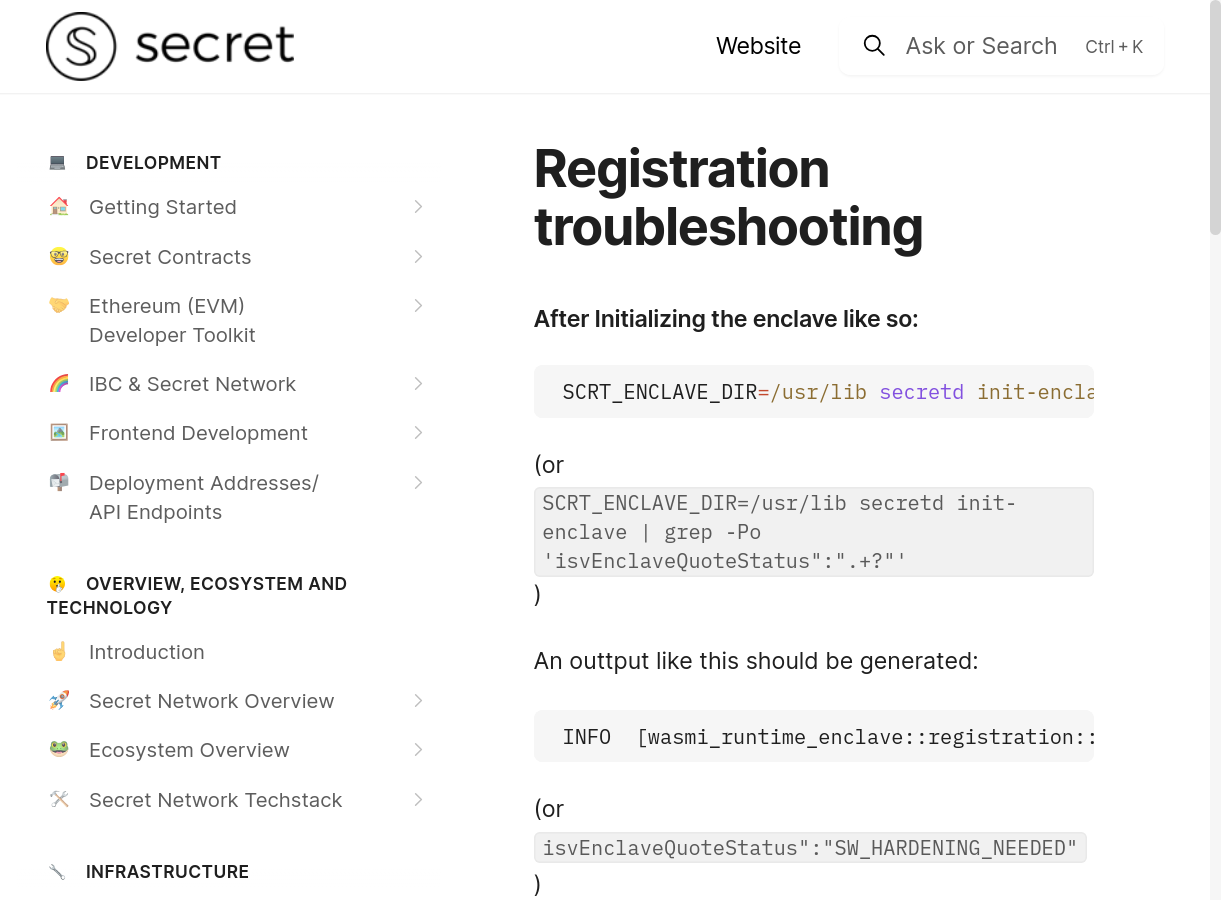 secret
Website
Ask or Search Ctrl + K
DEVELOPMENT
Getting Started
Secret Contracts
Ethereum (EVM)
Developer Toolkit
IBC & Secret Network
Frontend Development
Deployment Addresses/
API Endpoints
OVERVIEW, ECOSYSTEM AND
TECHNOLOGY
Introduction
Secret Network Overview
Ecosystem Overview
Secret Network Techstack
INFRASTRUCTURE
Registration
troubleshooting
After Initializing the enclave like so:
SCRT_ENCLAVE_DIR=/usr/lib secretd init-encla
(or
SCRT_ENCLAVE_DIR=/usr/lib secretd init-
enclave | grep -Po
'isvEnclaveQuoteStatus":".+?"'
)
An outtput like this should be generated:
INFO  [wasmi_runtime_enclave::registration::
(or
isvEnclaveQuoteStatus":"SW_HARDENING_NEEDED"
)